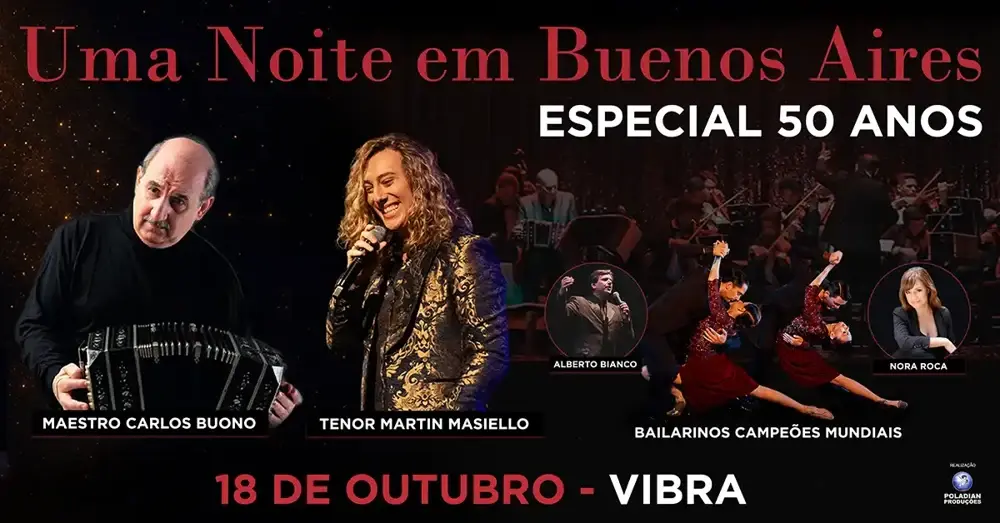 Uma Noite em Buenos Aires
ESPECIAL 50 ANOS
ALBERTO BIANCO
NORA ROCA
MAESTRO CARLOS BUONO
TENOR MARTIN MASIELLO
BAILARINOS CAMPEÕES MUNDIAIS
18 DE OUTUBRO - VIBRA
REALIZAÇÃO
POLADIAN
PRODUÇÕES